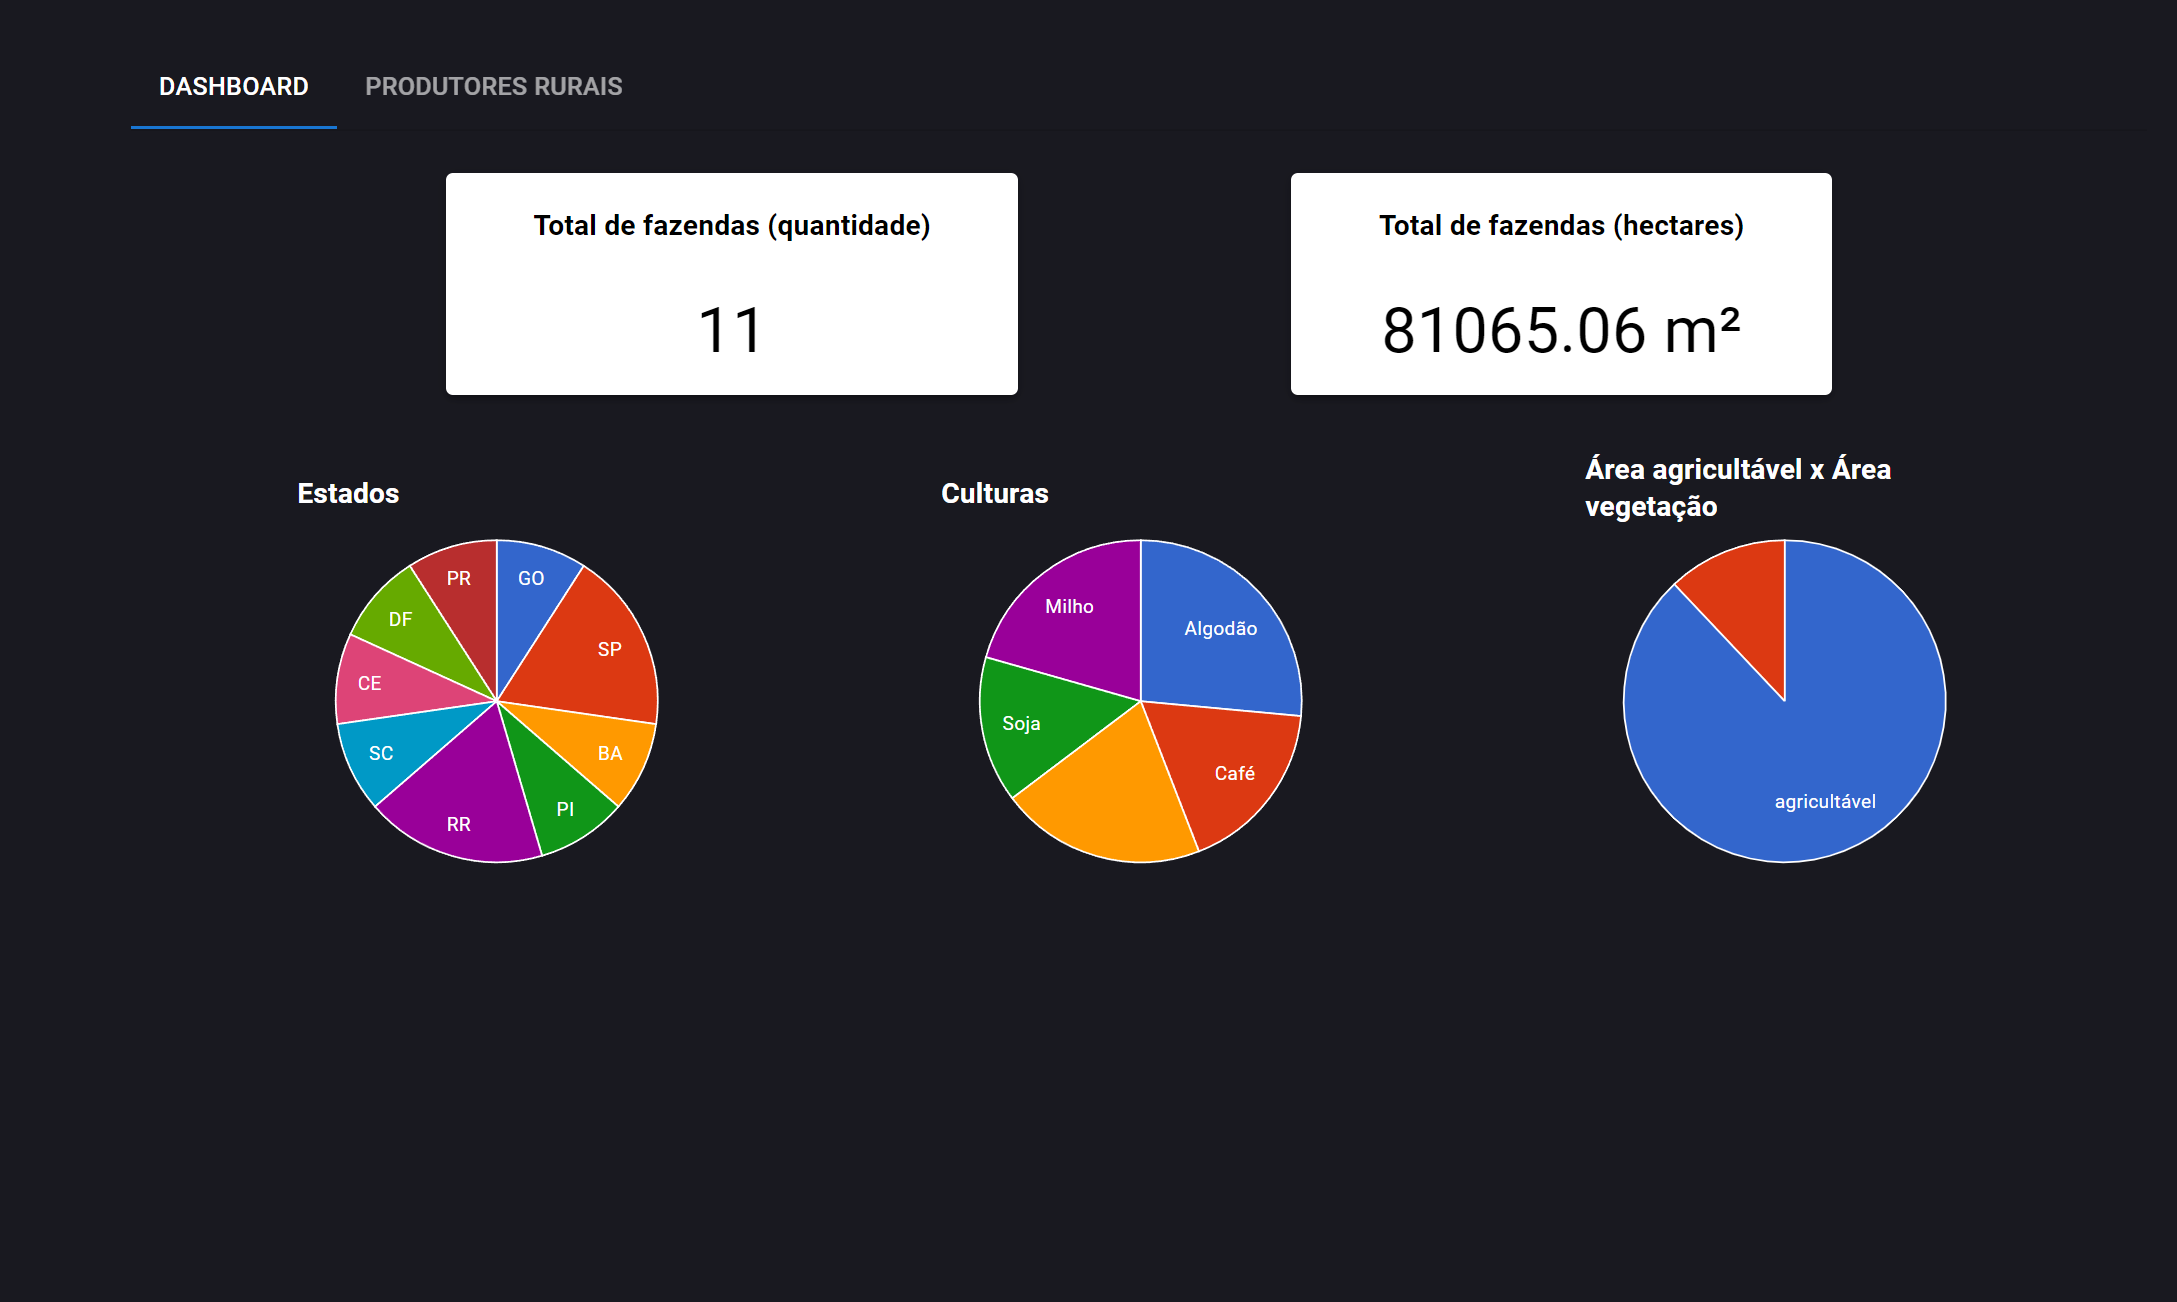 DASHBOARD
PRODUTORES RURAIS
Total de fazendas (quantidade)
11
Total de fazendas (hectares)
81065.06 m²
Estados
PR
GO
DF
SP
CE
SC
BA
RR
PI
Culturas
Milho
Algodão
Soja
Café
Área agricultável x Área
vegetação
agricultável